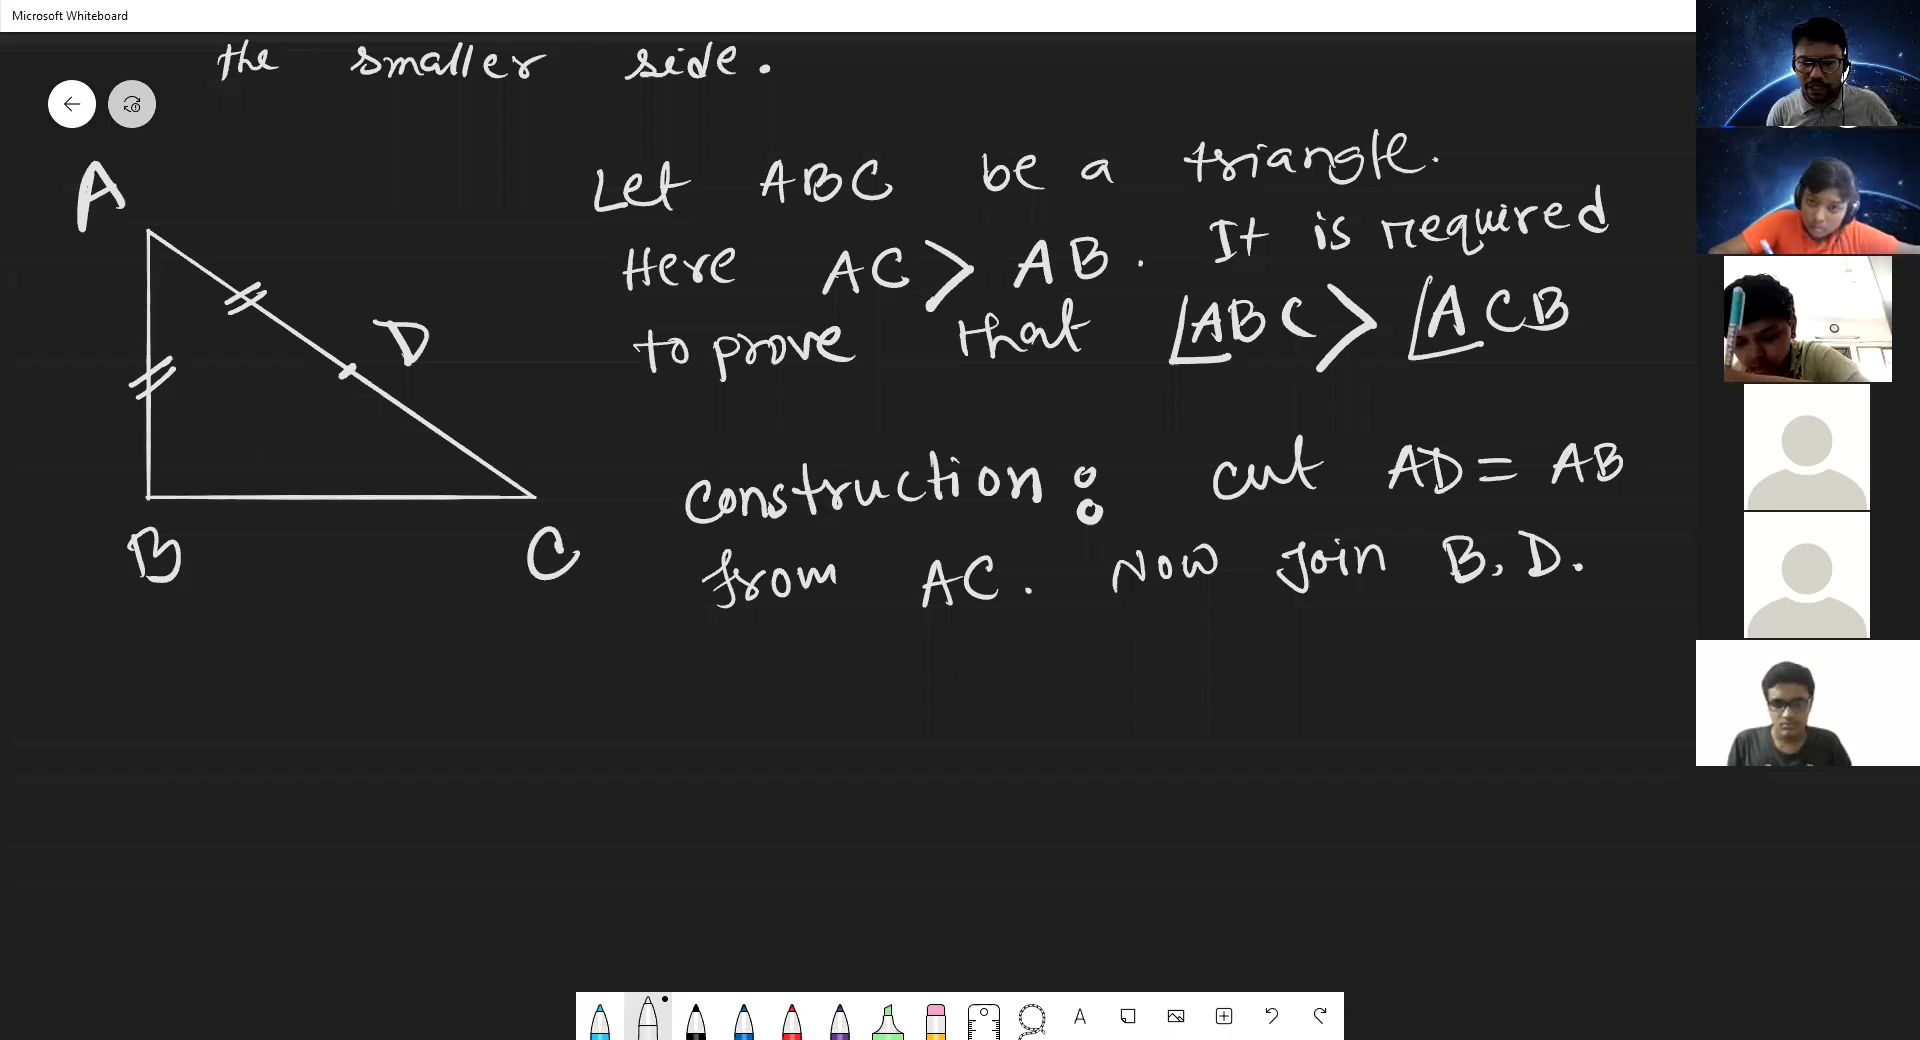 Microsoft Whiteboard
the smaller side.
A
Let ABC be a triangle.
Here AC > AB. It is required
to prove that ∠ABC > ∠ACB
D
construction: cut AD = AB
from AC. Now Join B, D.
B
C
A